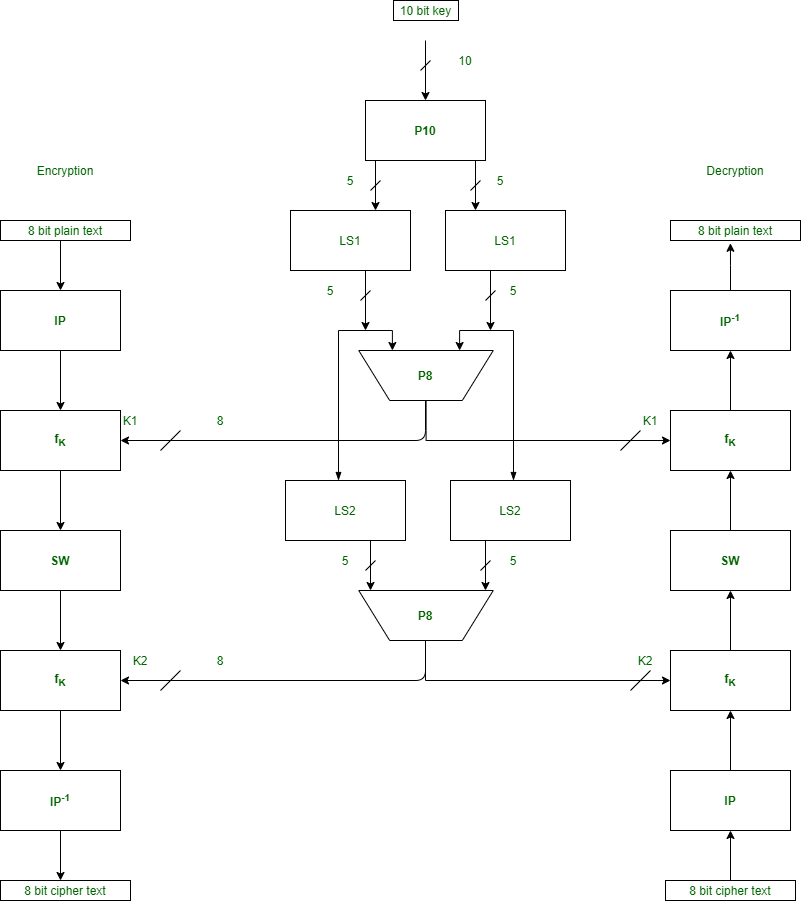 10 bit key
10
P10
Encryption
Decryption
5
5
8 bit plain text
8 bit plain text
LS1
LS1
5
5
IP
IP-1
P8
K1
8
K1
fK
fK
LS2
LS2
SW
5
5
SW
P8
K2
8
K2
fK
fK
IP-1
IP
8 bit cipher text
8 bit cipher text